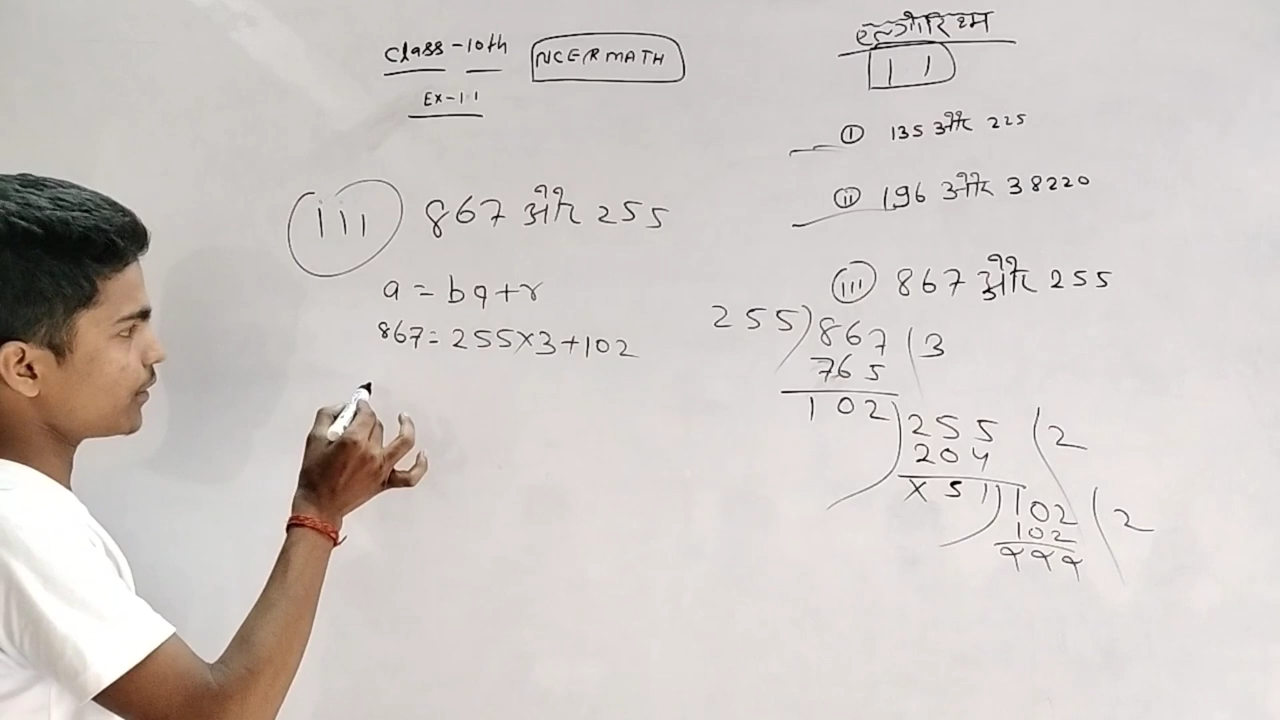 Class-10th
NCE/R MATH
Ex-1.1
iii 867 और 255
a = bq+r
867=255×3+102
एल्गोरिथ्म
1 1
i 135 और 225
ii 196 और 38220
iii 867 और 255
255)867(3
765
102)255(2
204
×51)102(2
102